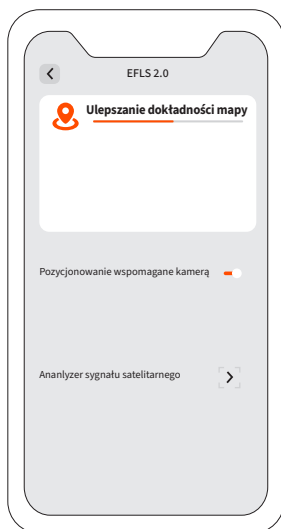 EFLS 2.0
Ulepszanie dokładności mapy
Pozycjonowanie wspomagane kamerą
Ananlyzer sygnału satelitarnego